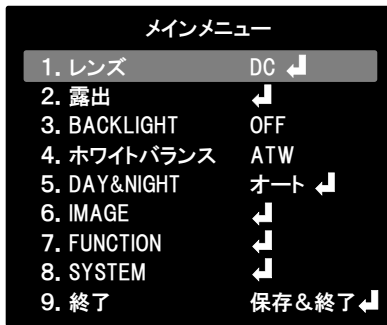 メインメニュー
1. レンズ DC ↲
2. 露出 ↲
3. BACKLIGHT OFF
4. ホワイトバランス ATW
5. DAY&NIGHT オート ↲
6. IMAGE ↲
7. FUNCTION ↲
8. SYSTEM ↲
9. 終了 保存&終了↲